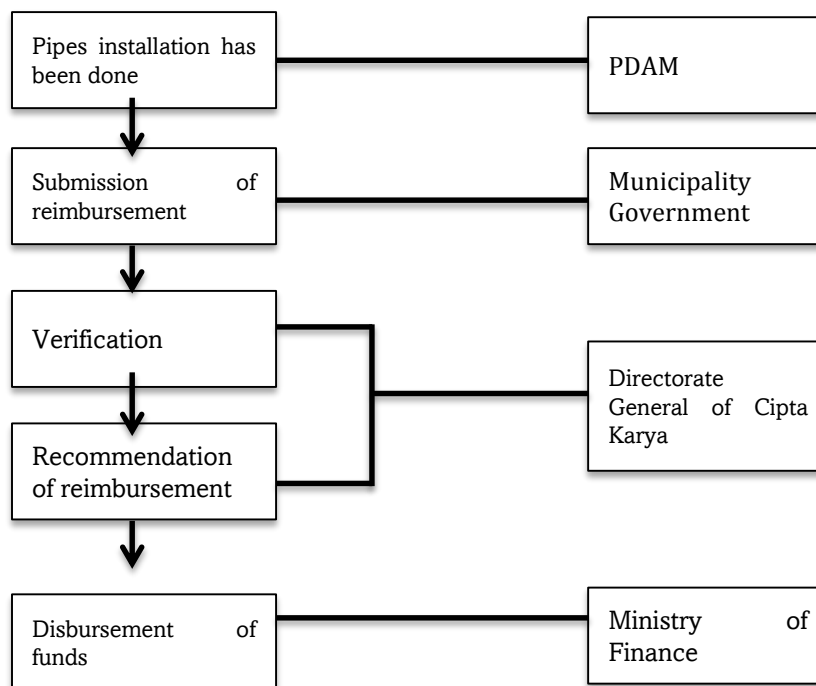 Pipes installation has
been done
PDAM
Submission of
reimbursement
Municipality
Government
Verification
Directorate
General of Cipta
Karya
Recommendation
of reimbursement
Disbursement of
funds
Ministry of
Finance